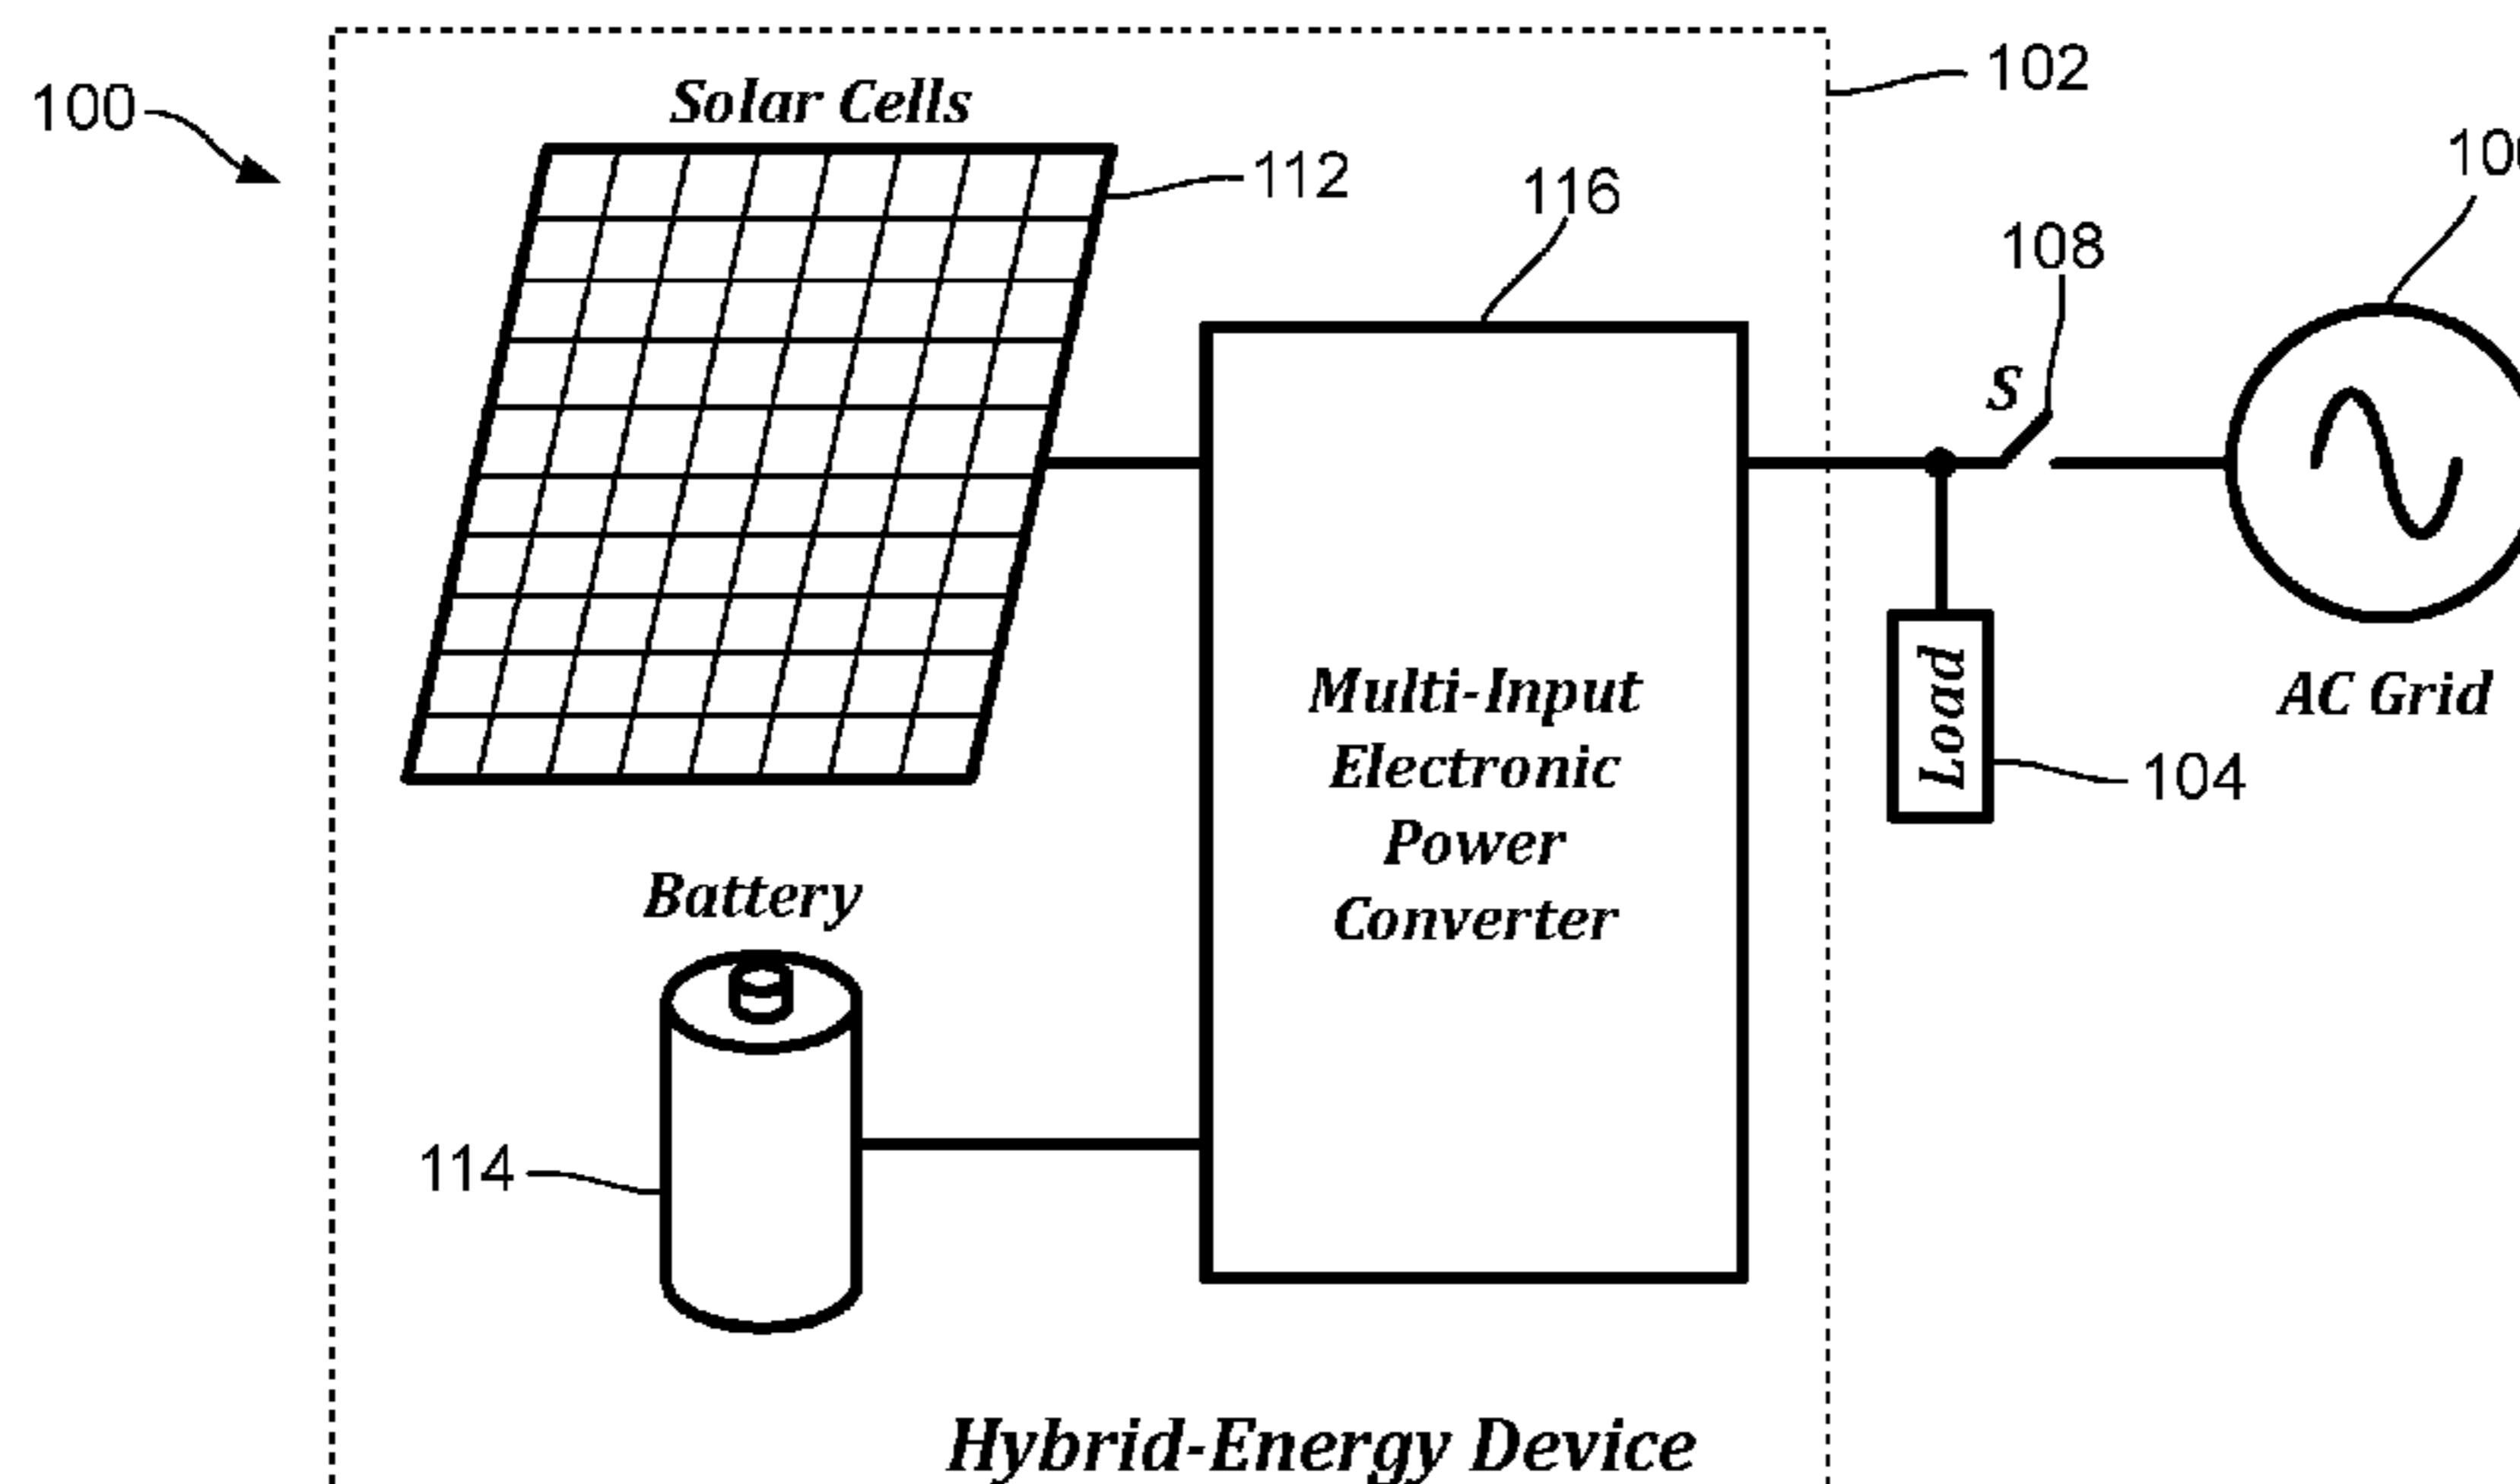 100
102
Solar Cells
112
116
108
S
AC Grid
Load
104
Multi-Input
Electronic
Power
Converter
Battery
114
Hybrid-Energy Device